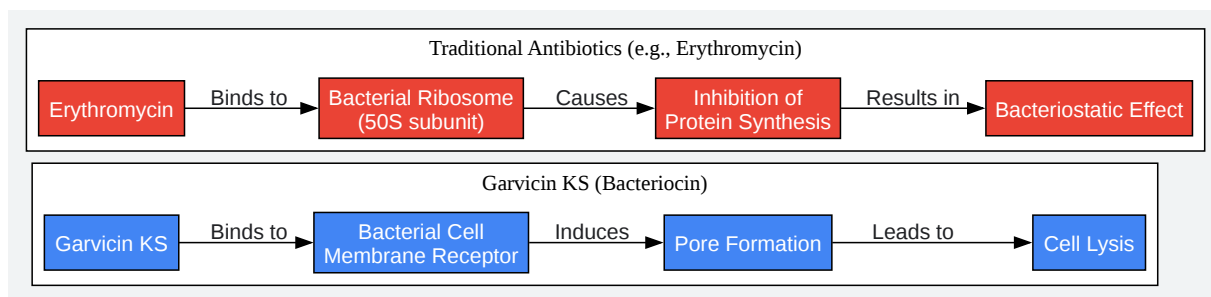 Traditional Antibiotics (e.g., Erythromycin)
Erythromycin
Binds to
Bacterial Ribosome
(50S subunit)
Causes
Inhibition of
Protein Synthesis
Results in
Bacteriostatic Effect
Garvicin KS (Bacteriocin)
Garvicin KS
Binds to
Bacterial Cell
Membrane Receptor
Induces
Pore Formation
Leads to
Cell Lysis